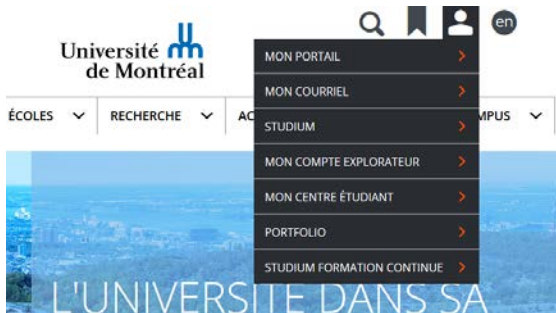 Université
de Montréal
en
MON PORTAIL
MON COURRIEL
ÉCOLES
RECHERCHE
AC
MPUS
STUDIUM
MON COMPTE EXPLORATEUR
MON CENTRE ÉTUDIANT
PORTFOLIO
STUDIUM FORMATION CONTINUE
L'UNIVERSITÉ DANS SA